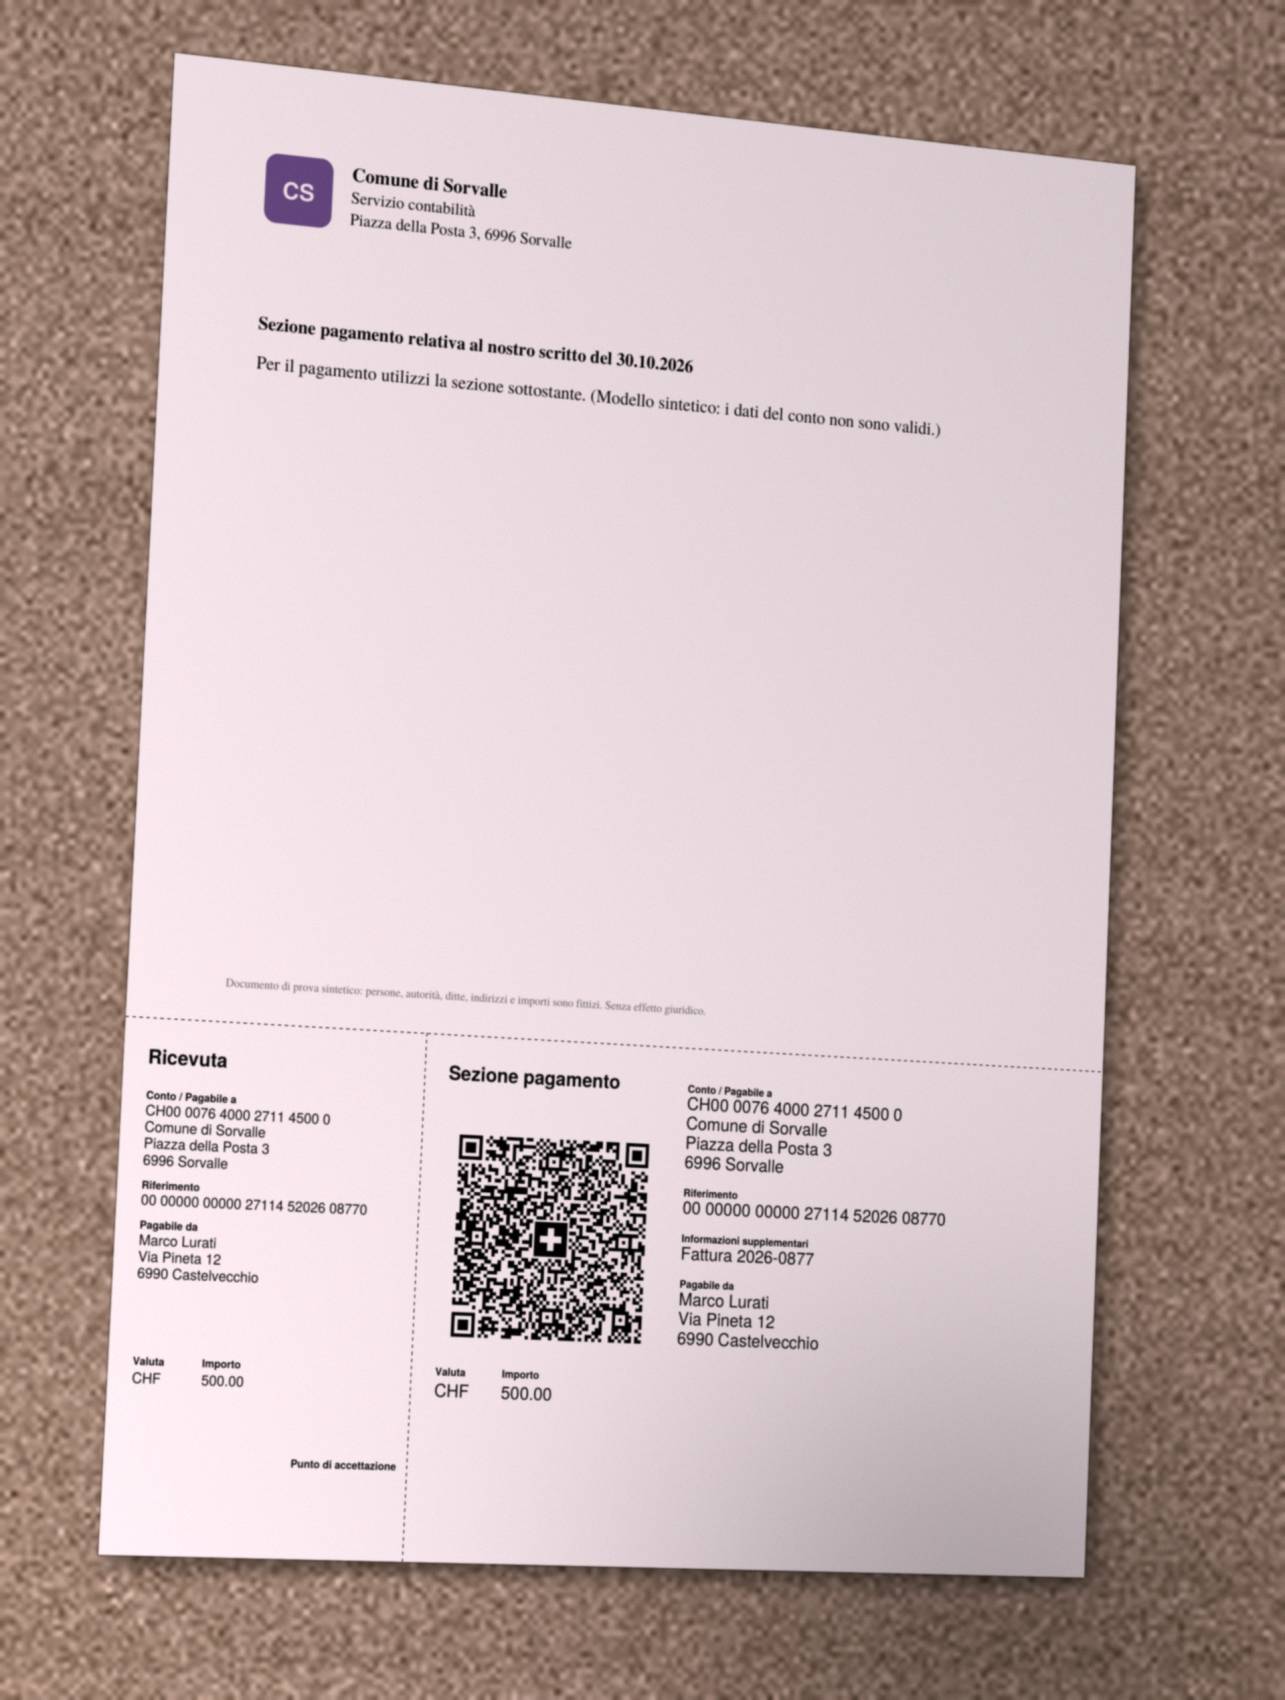 CS
Comune di Sorvalle
Servizio contabilità
Piazza della Posta 3, 6996 Sorvalle
Sezione pagamento relativa al nostro scritto del 30.10.2026
Per il pagamento utilizzi la sezione sottostante. (Modello sintetico: i dati del conto non sono validi.)
Documento di prova sintetico: persone, autorità, ditte, indirizzi e importi sono fittizi. Senza effetto giuridico.
Ricevuta
Conto / Pagabile a
CH00 0076 4000 2711 4500 0
Comune di Sorvalle
Piazza della Posta 3
6996 Sorvalle
Riferimento
00 00000 00000 27114 52026 08770
Pagabile da
Marco Lurati
Via Pineta 12
6990 Castelvecchio
Valuta Importo
CHF 500.00
Punto di accettazione
Sezione pagamento
Valuta Importo
CHF 500.00
Conto / Pagabile a
CH00 0076 4000 2711 4500 0
Comune di Sorvalle
Piazza della Posta 3
6996 Sorvalle
Riferimento
00 00000 00000 27114 52026 08770
Informazioni supplementari
Fattura 2026-0877
Pagabile da
Marco Lurati
Via Pineta 12
6990 Castelvecchio